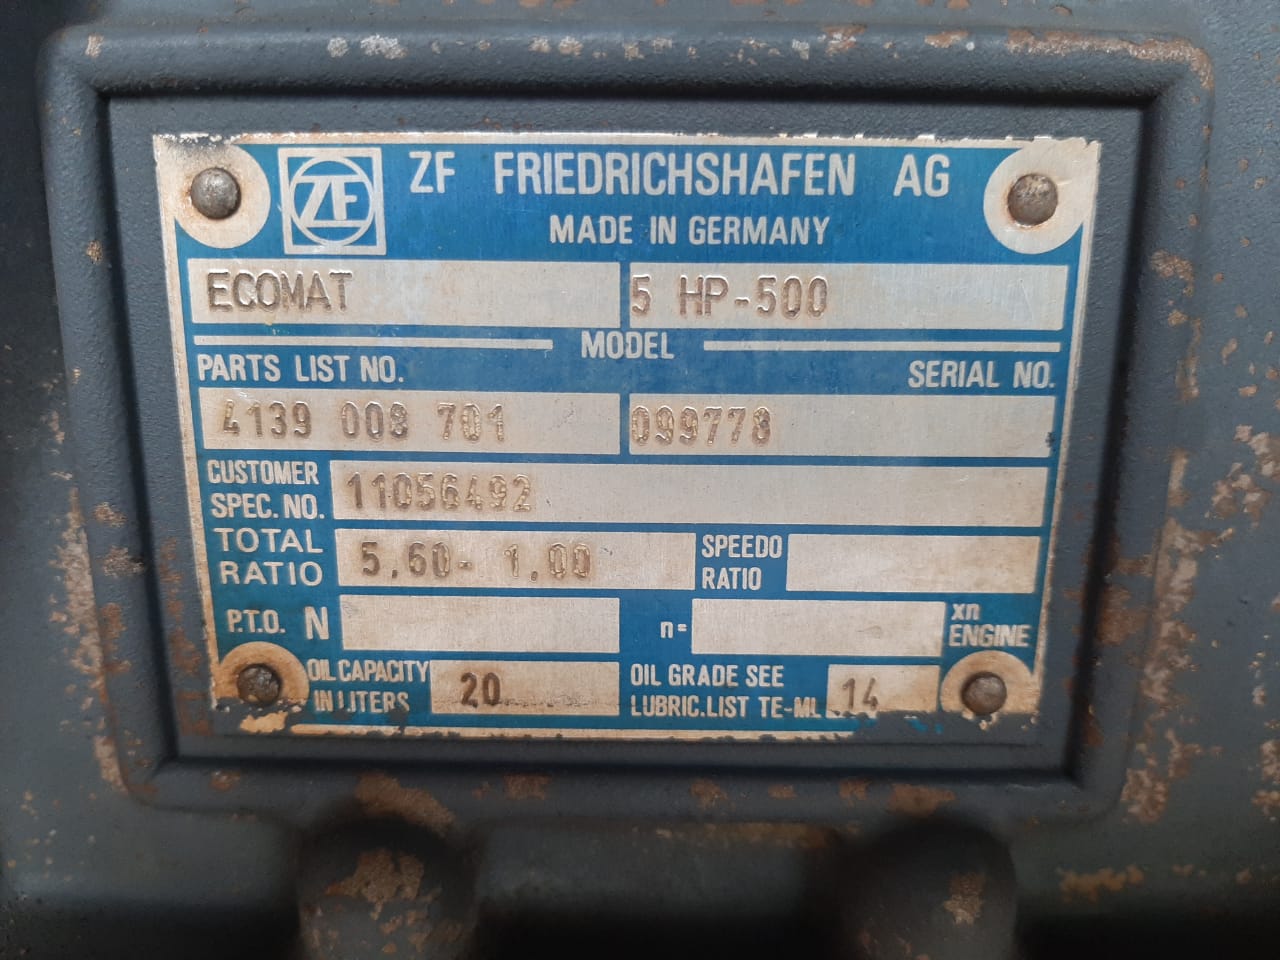 ZF ZF FRIEDRICHSHAFEN AG
MADE IN GERMANY
ECOMAT 5 HP-500
MODEL
PARTS LIST NO. SERIAL NO.
4139 008 701 099778
CUSTOMER
SPEC. NO. 11056492
TOTAL
RATIO 5,60- 1,00 SPEEDO
RATIO
P.T.O. N n= xn
ENGINE
OIL CAPACITY
IN LITERS 20 OIL GRADE SEE
LUBRIC.LIST TE-ML 14